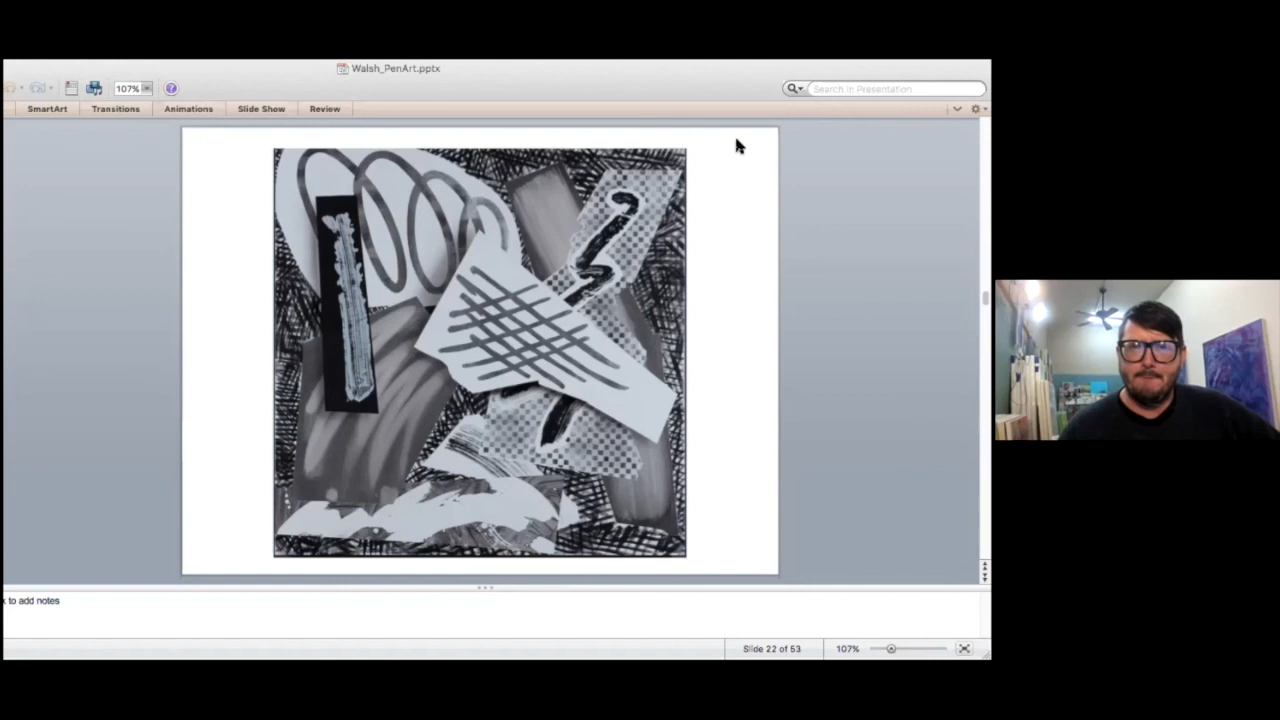 Walsh_PenArt.pptx
107%
Search in Presentation
SmartArt Transitions Animations Slide Show Review
k to add notes
Slide 22 of 53 107%